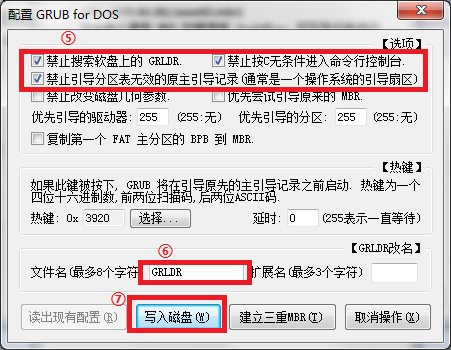 配置 GRUB for DOS
⑤
【选项】
禁止搜索软盘上的 GRLDR. 禁止按C无条件进入命令行控制台.
禁止引导分区表无效的原主引导记录(通常是一个操作系统的引导扇区)
禁止改变磁盘几何参数. 优先尝试引导原来的 MBR.
优先引导的驱动器: 255 (255:无) 优先引导的分区: 255 (255:无)
复制第一个 FAT 主分区的 BPB 到 MBR.
【热键】
如果此键被按下, GRUB 将在引导原先的主引导记录之前启动. 热键为一个
四位十六进制数,前两位扫描码,后两位ASCII码.
热键: 0x 3920 选择... 延时: 0 (255表示一直等待)
⑥
【GRLDR改名】
文件名(最多8个字符) GRLDR 扩展名(最多3个字符)
⑦
读出现有配置(R) 写入磁盘(W) 建立三重MBR(T) 取消操作(X)